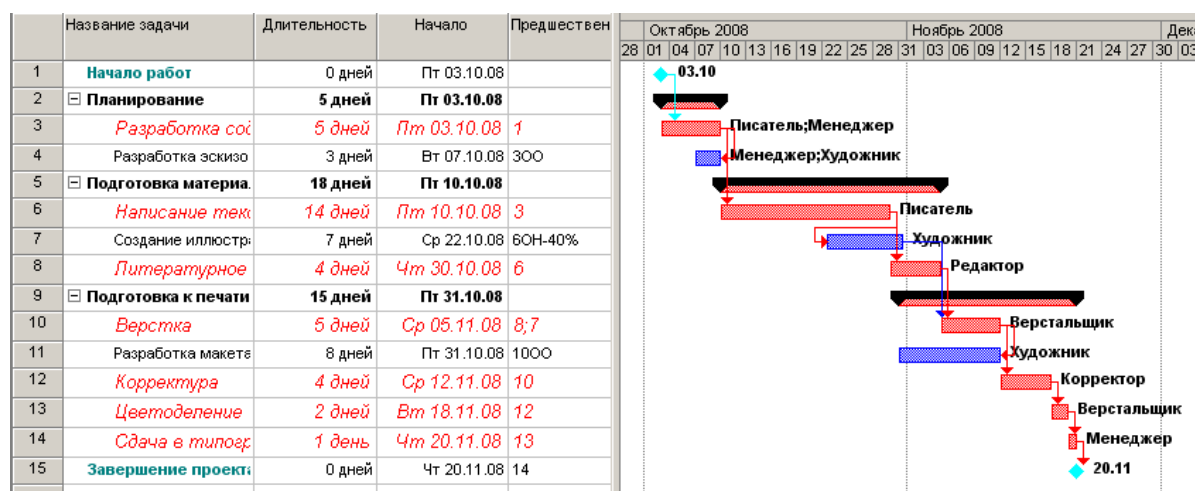 Название задачи Длительность Начало Предшествен Октябрь 2008 Ноябрь 2008 Дека
28 01 04 07 10 13 16 19 22 25 28 31 03 06 09 12 15 18 21 24 27 30 03
1 Начало работ 0 дней Пт 03.10.08 03.10
2 Планирование 5 дней Пт 03.10.08
3 Разработка сод 5 дней Пт 03.10.08 1 Писатель;Менеджер
4 Разработка эскизо 3 дней Вт 07.10.08 3ОО Менеджер;Художник
5 Подготовка материа. 18 дней Пт 10.10.08
6 Написание текс 14 дней Пт 10.10.08 3 Писатель
7 Создание иллюстра 7 дней Ср 22.10.08 6ОН-40% Художник
8 Литературное 4 дней Чт 30.10.08 6 Редактор
9 Подготовка к печати 15 дней Пт 31.10.08
10 Верстка 5 дней Ср 05.11.08 8;7 Верстальщик
11 Разработка макета 8 дней Пт 31.10.08 10ОО Художник
12 Корректура 4 дней Ср 12.11.08 10 Корректор
13 Цветоделение 2 дней Вт 18.11.08 12 Верстальщик
14 Сдача в типогр 1 день Чт 20.11.08 13 Менеджер
15 Завершение проекта 0 дней Чт 20.11.08 14 20.11